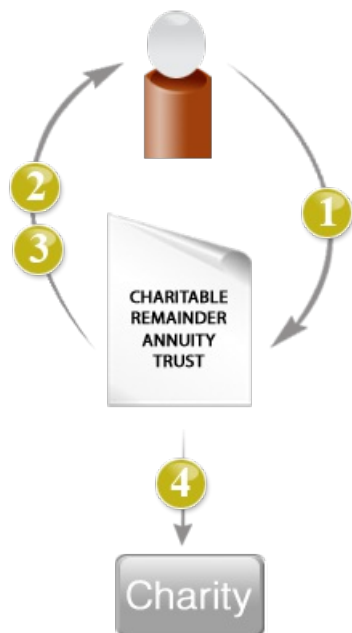 2
3
1
CHARITABLE
REMAINDER
ANNUITY
TRUST
4
Charity